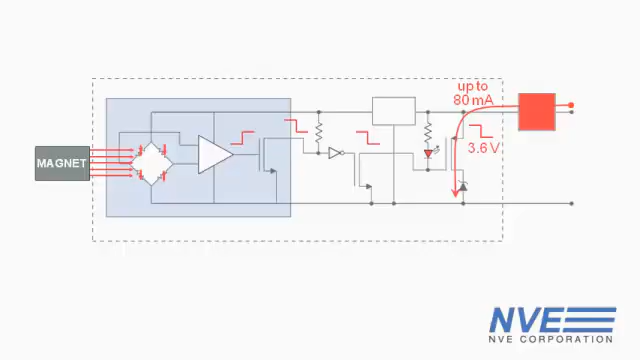 up to
80 mA
3.6 V
MAGNET
NVE
NVE CORPORATION